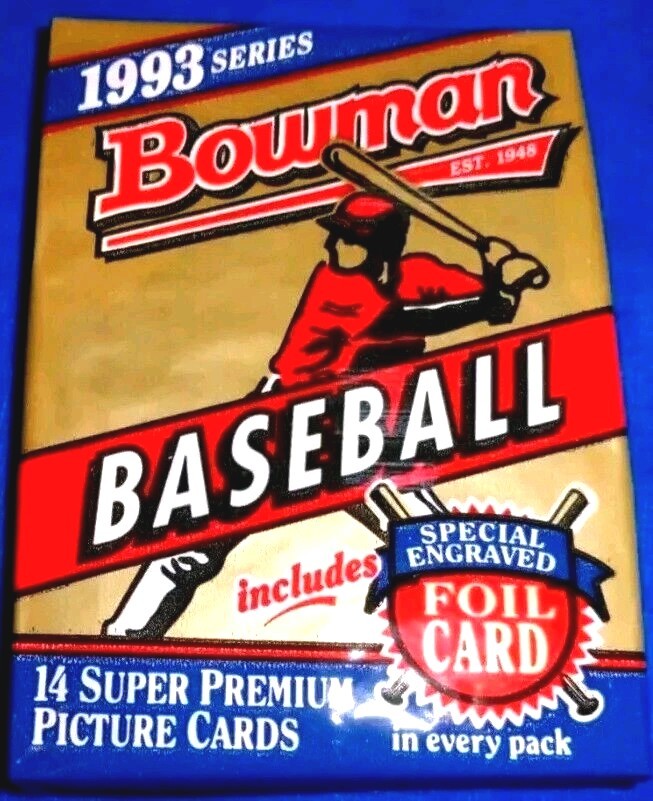 1993 SERIES
Bowman
EST. 1948
BASEBALL
includes
SPECIAL
ENGRAVED
FOIL
CARD
in every pack
14 SUPER PREMIUM
PICTURE CARDS